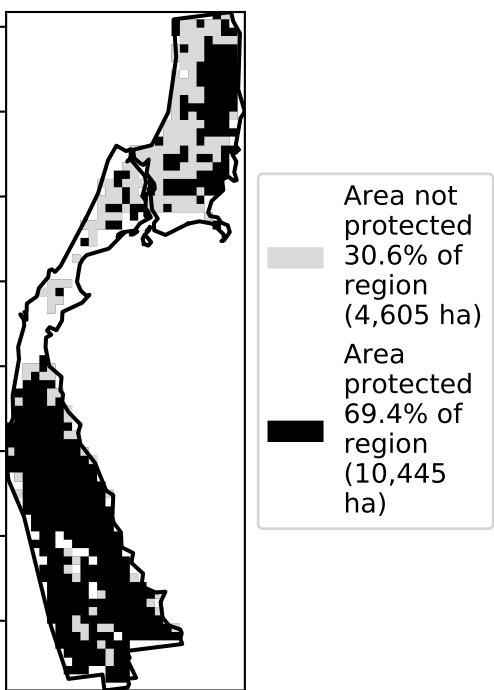 Area not
protected
30.6% of
region
(4,605 ha)
Area
protected
69.4% of
region
(10,445
ha)